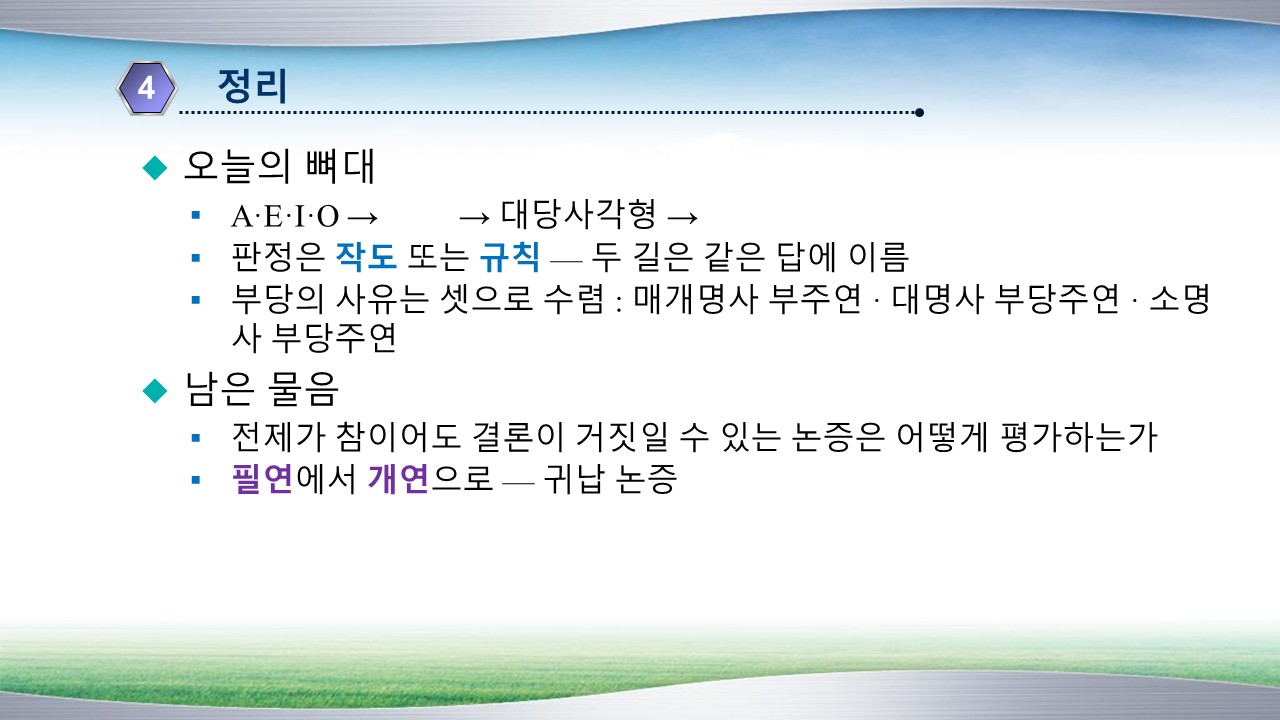 4 정리
오늘의 뼈대
A·E·I·O → → 대당사각형 →
판정은 작도 또는 규칙 — 두 길은 같은 답에 이름
부당의 사유는 셋으로 수렴 : 매개명사 부주연 · 대명사 부당주연 · 소명
사 부당주연
남은 물음
전제가 참이어도 결론이 거짓일 수 있는 논증은 어떻게 평가하는가
필연에서 개연으로 — 귀납 논증